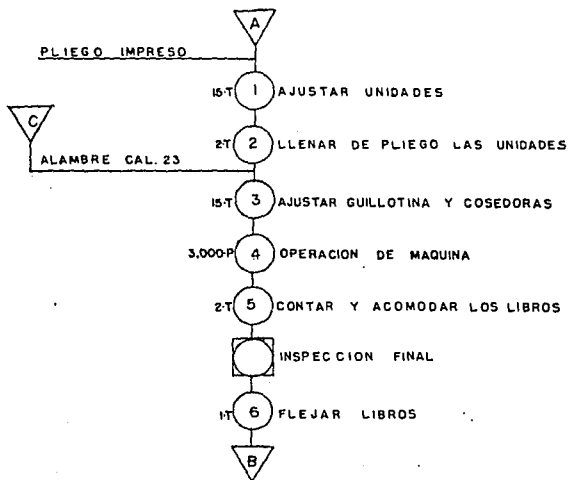 A
PLIEGO IMPRESO
15-T 1 AJUSTAR UNIDADES
C
2-T 2 LLENAR DE PLIEGO LAS UNIDADES
ALAMBRE CAL. 23
15-T 3 AJUSTAR GUILLOTINA Y COSEDORAS
3,000-P 4 OPERACION DE MAQUINA
2-T 5 CONTAR Y ACOMODAR LOS LIBROS
INSPECCION FINAL
1-T 6 FLEJAR LIBROS
B